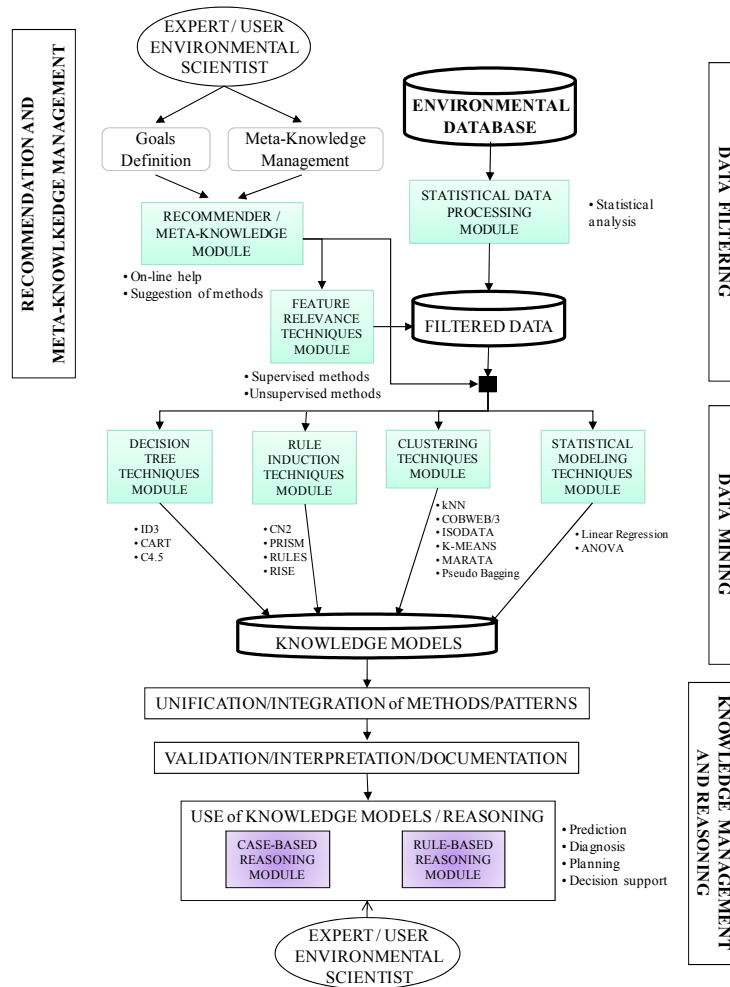 EXPERT / USER
ENVIRONMENTAL
SCIENTIST
RECOMMENDATION AND
META-KNOWLKEDGE MANAGEMENT
ENVIRONMENTAL
DATABASE
Goals
Definition
Meta-Knowledge
Management
DATA FILTERING
RECOMMENDER /
META-KNOWLEDGE
MODULE
STATISTICAL DATA
PROCESSING
MODULE
• Statistical
analysis
• On-line help
• Suggestion of methods
FEATURE
RELEVANCE
TECHNIQUES
MODULE
FILTERED DATA
• Supervised methods
• Unsupervised methods
DECISION
TREE
TECHNIQUES
MODULE
RULE
INDUCTION
TECHNIQUES
MODULE
CLUSTERING
TECHNIQUES
MODULE
STATISTICAL
MODELING
TECHNIQUES
MODULE
DATA MINING
• ID3
• CART
• C4.5
• CN2
• PRISM
• RULES
• RISE
• kNN
• COBWEB/3
• ISODATA
• K-MEANS
• MARATA
• Pseudo Bagging
• Linear Regression
• ANOVA
KNOWLEDGE MODELS
UNIFICATION/INTEGRATION of METHODS/PATTERNS
VALIDATION/INTERPRETATION/DOCUMENTATION
KNOWLEDGE MANAGEMENT
AND REASONING
USE of KNOWLEDGE MODELS / REASONING
CASE-BASED
REASONING
MODULE
RULE-BASED
REASONING
MODULE
• Prediction
• Diagnosis
• Planning
• Decision support
EXPERT / USER
ENVIRONMENTAL
SCIENTIST